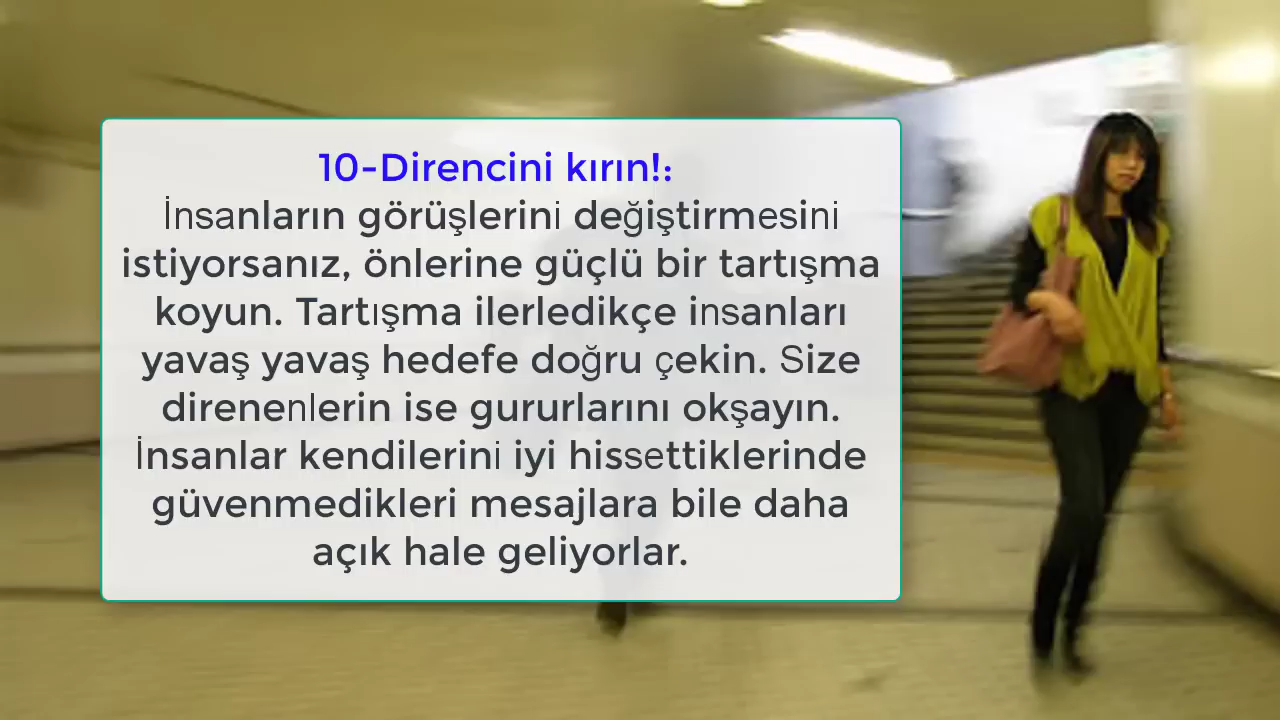 10-Direncini kırın!:
İnsanların görüşlerini değiştirmesini
istiyorsanız, önlerine güçlü bir tartışma
koyun. Tartışma ilerledikçe insanları
yavaş yavaş hedefe doğru çekin. Size
direnenlerin ise gururlarını okşayın.
İnsanlar kendilerini iyi hissettiklerinde
güvenmedikleri mesajlara bile daha
açık hale geliyorlar.